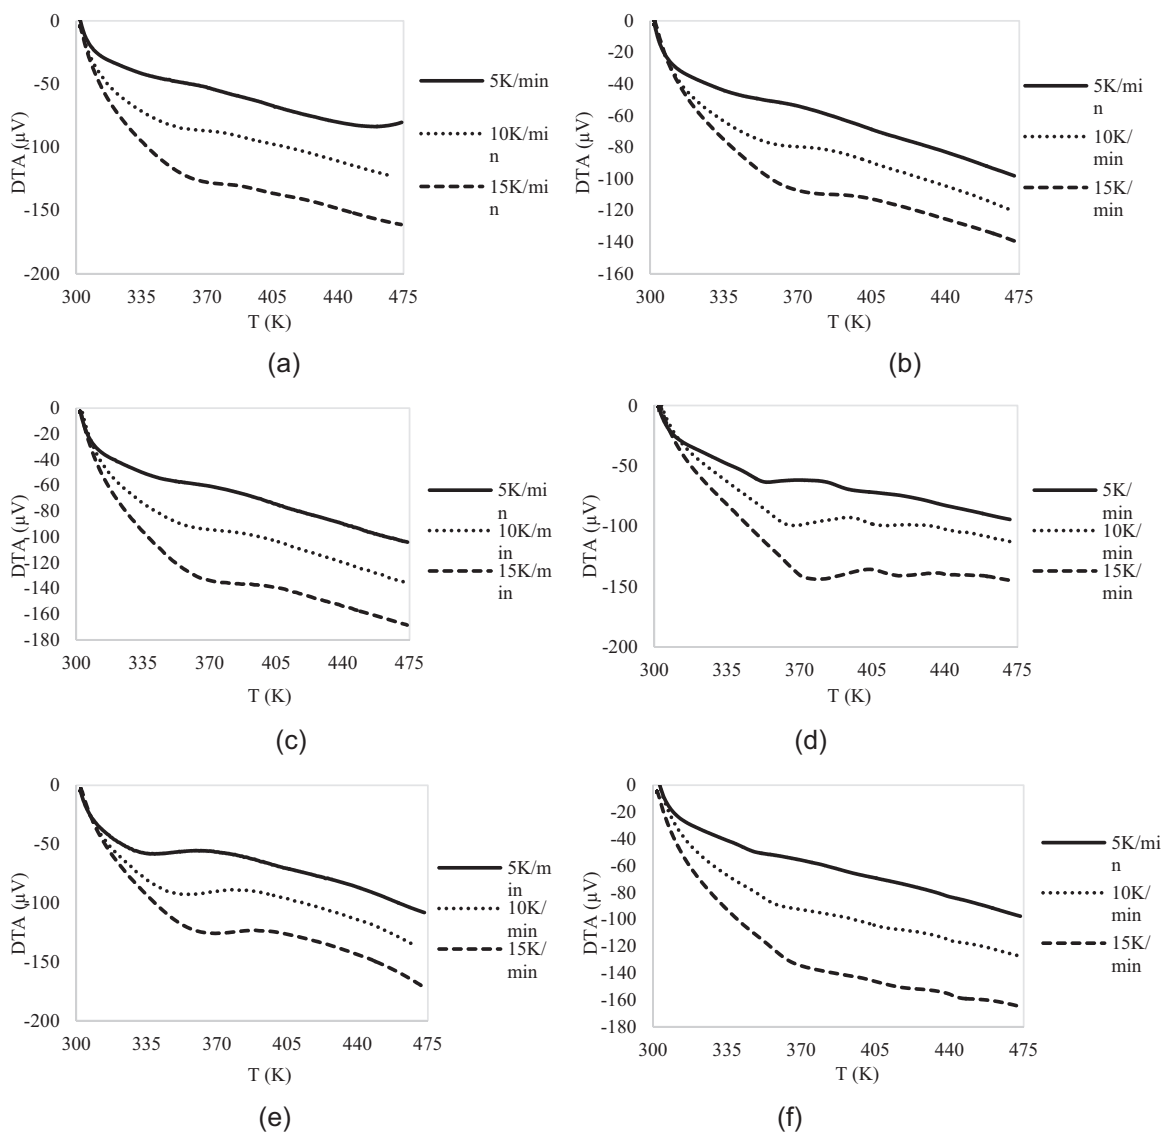 0
-50
-100
-150
-200
DTA (µV)
300 335 370 405 440 475
T (K)
5K/min
10K/mi
n
15K/mi
n
(a)
0
-20
-40
-60
-80
-100
-120
-140
-160
DTA (µV)
300 335 370 405 440 475
T (K)
5K/mi
n
10K/
min
15K/
min
(b)
0
-20
-40
-60
-80
-100
-120
-140
-160
-180
DTA (µV)
300 335 370 405 440 475
T (K)
5K/mi
n
10K/m
in
15K/m
in
(c)
0
-50
-100
-150
-200
DTA (µV)
300 335 370 405 440 475
T (K)
5K/
min
10K/
min
15K/
min
(d)
0
-50
-100
-150
-200
DTA (µV)
300 335 370 405 440 475
T (K)
5K/m
in
10K/
min
15K/
min
(e)
0
-20
-40
-60
-80
-100
-120
-140
-160
-180
DTA (µV)
300 335 370 405 440 475
T (K)
5K/mi
n
10K/
min
15K/
min
(f)